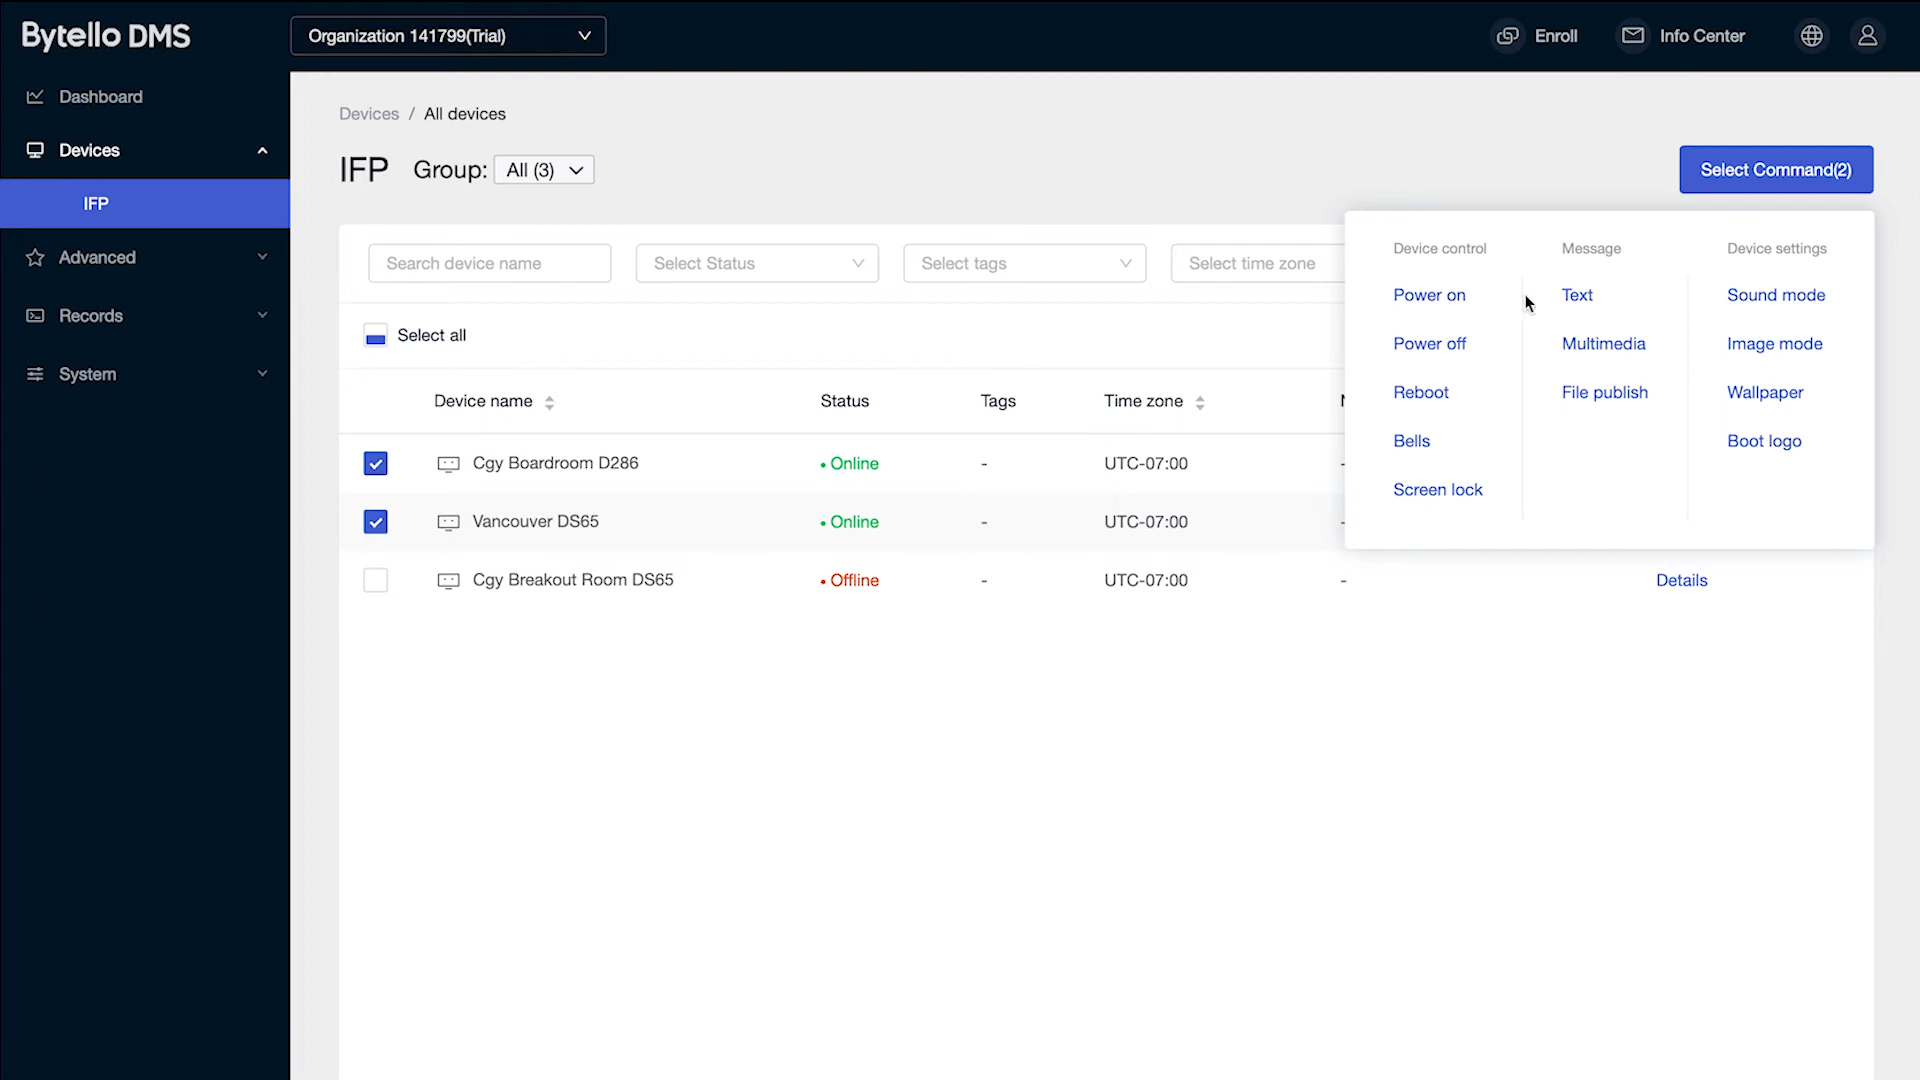 Bytello DMS
Organization 141799(Trial)
Enroll
Info Center
Dashboard
Devices
IFP
Advanced
Records
System
Devices / All devices
IFP Group: All (3)
Select Command(2)
Search device name
Select Status
Select tags
Select time zone
Select all
Device name Status Tags Time zone
Cgy Boardroom D286 • Online - UTC-07:00 -
Vancouver DS65 • Online - UTC-07:00 -
Cgy Breakout Room DS65 • Offline - UTC-07:00 - Details
Device control
Power on
Power off
Reboot
Bells
Screen lock
Message
Text
Multimedia
File publish
Device settings
Sound mode
Image mode
Wallpaper
Boot logo